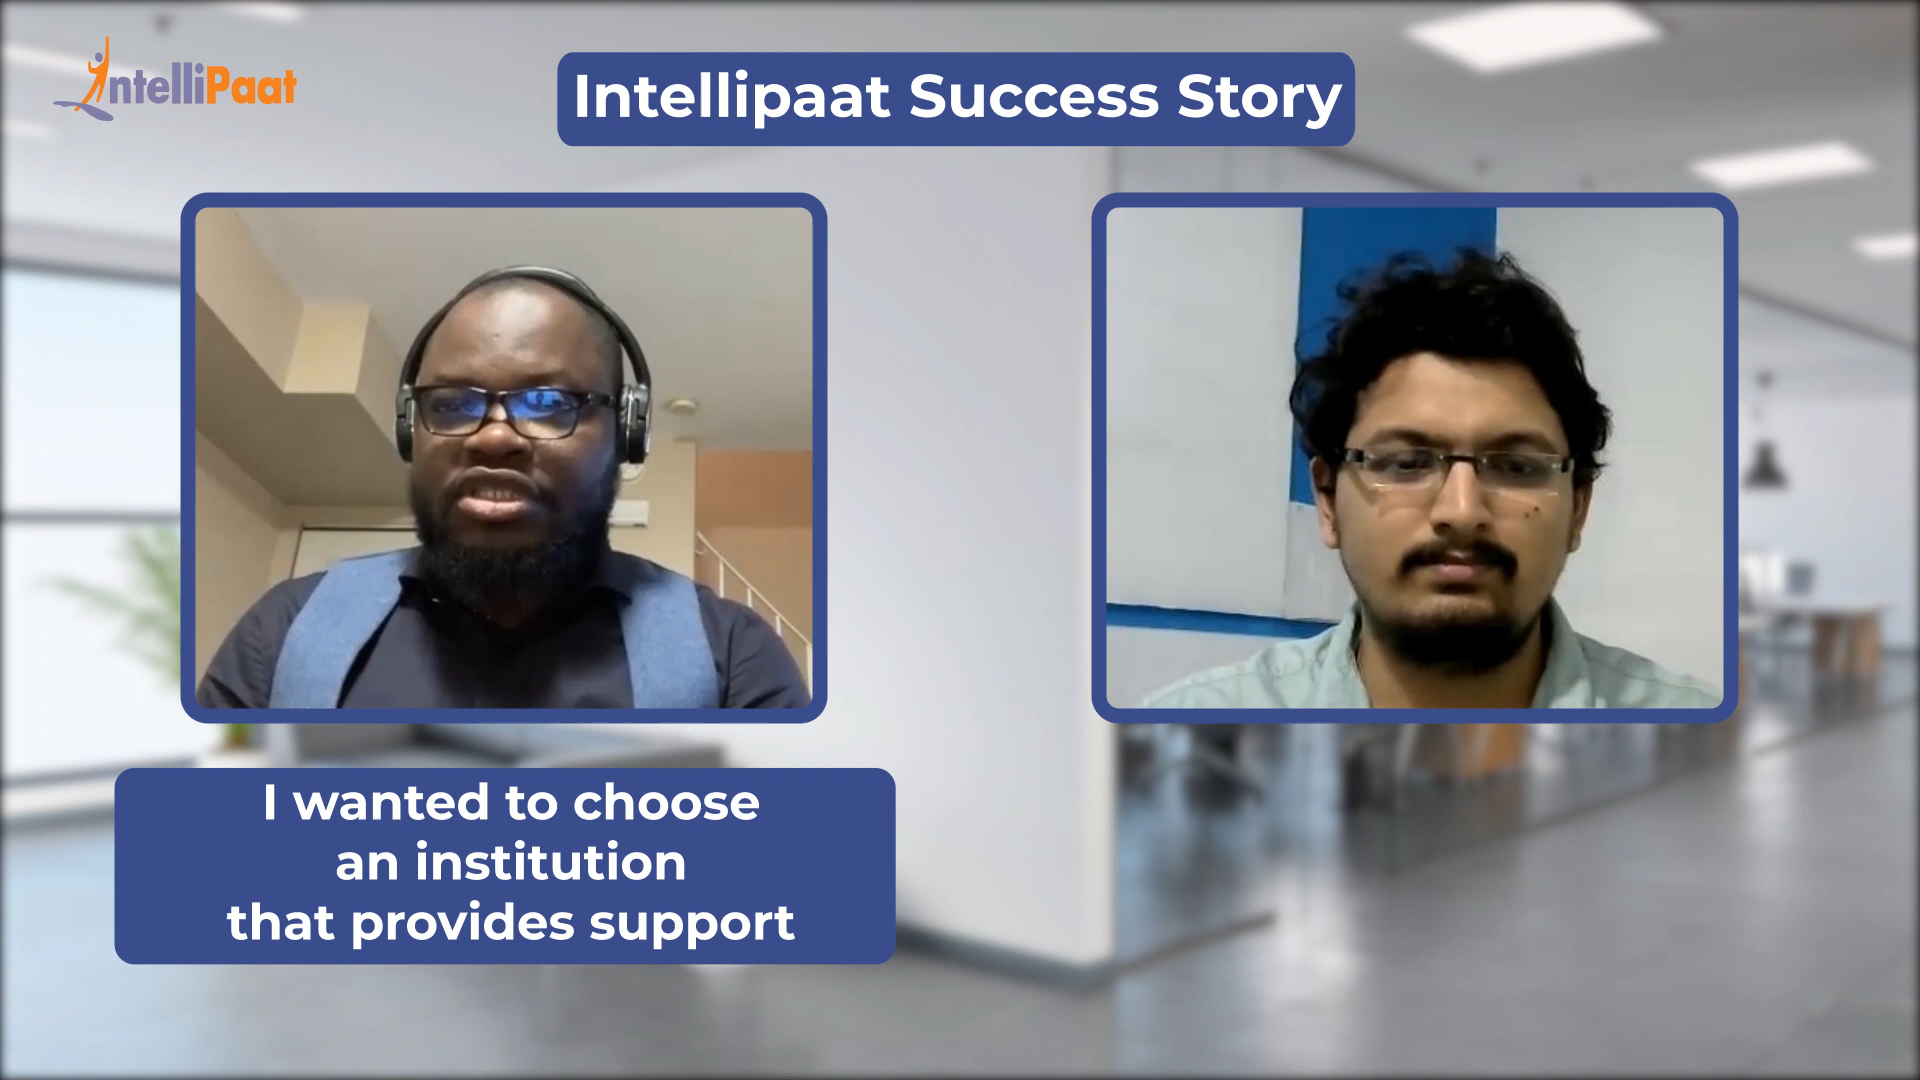 IntelliPaat
Intellipaat Success Story
I wanted to choose
an institution
that provides support